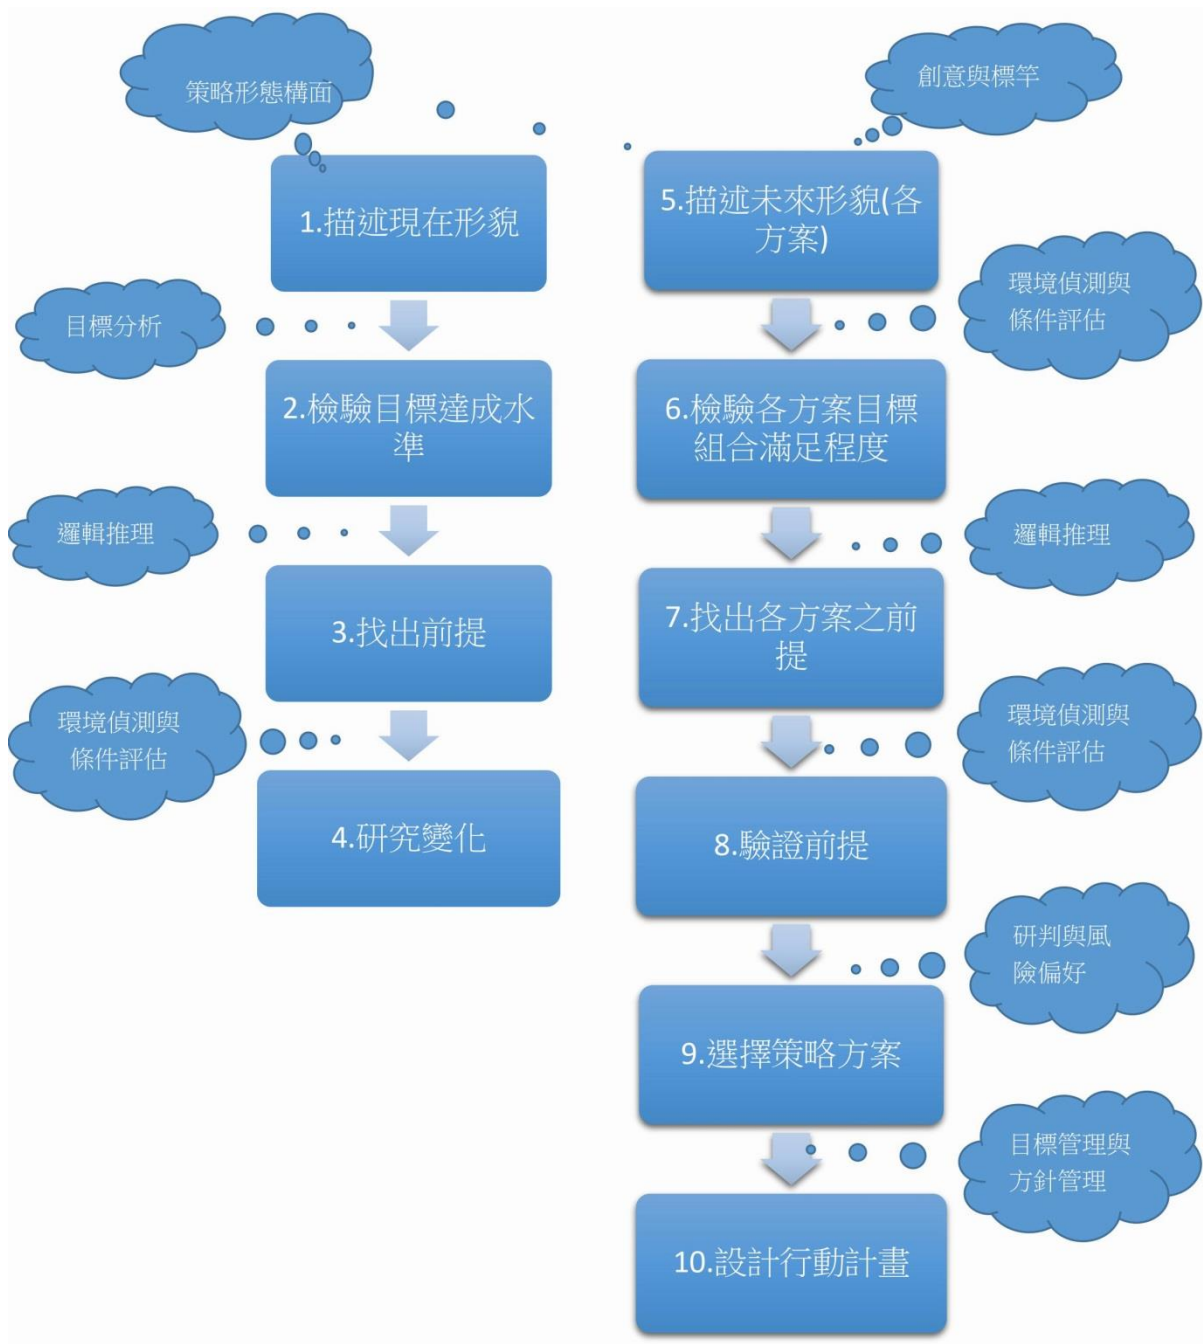 策略形態構面
1.描述現在形貌
目標分析
2.檢驗目標達成水
準
邏輯推理
3.找出前提
環境偵測與
條件評估
4.研究變化
創意與標竿
5.描述未來形貌(各
方案)
環境偵測與
條件評估
6.檢驗各方案目標
組合滿足程度
邏輯推理
7.找出各方案之前
提
環境偵測與
條件評估
8.驗證前提
研判與風
險偏好
9.選擇策略方案
目標管理與
方針管理
10.設計行動計畫